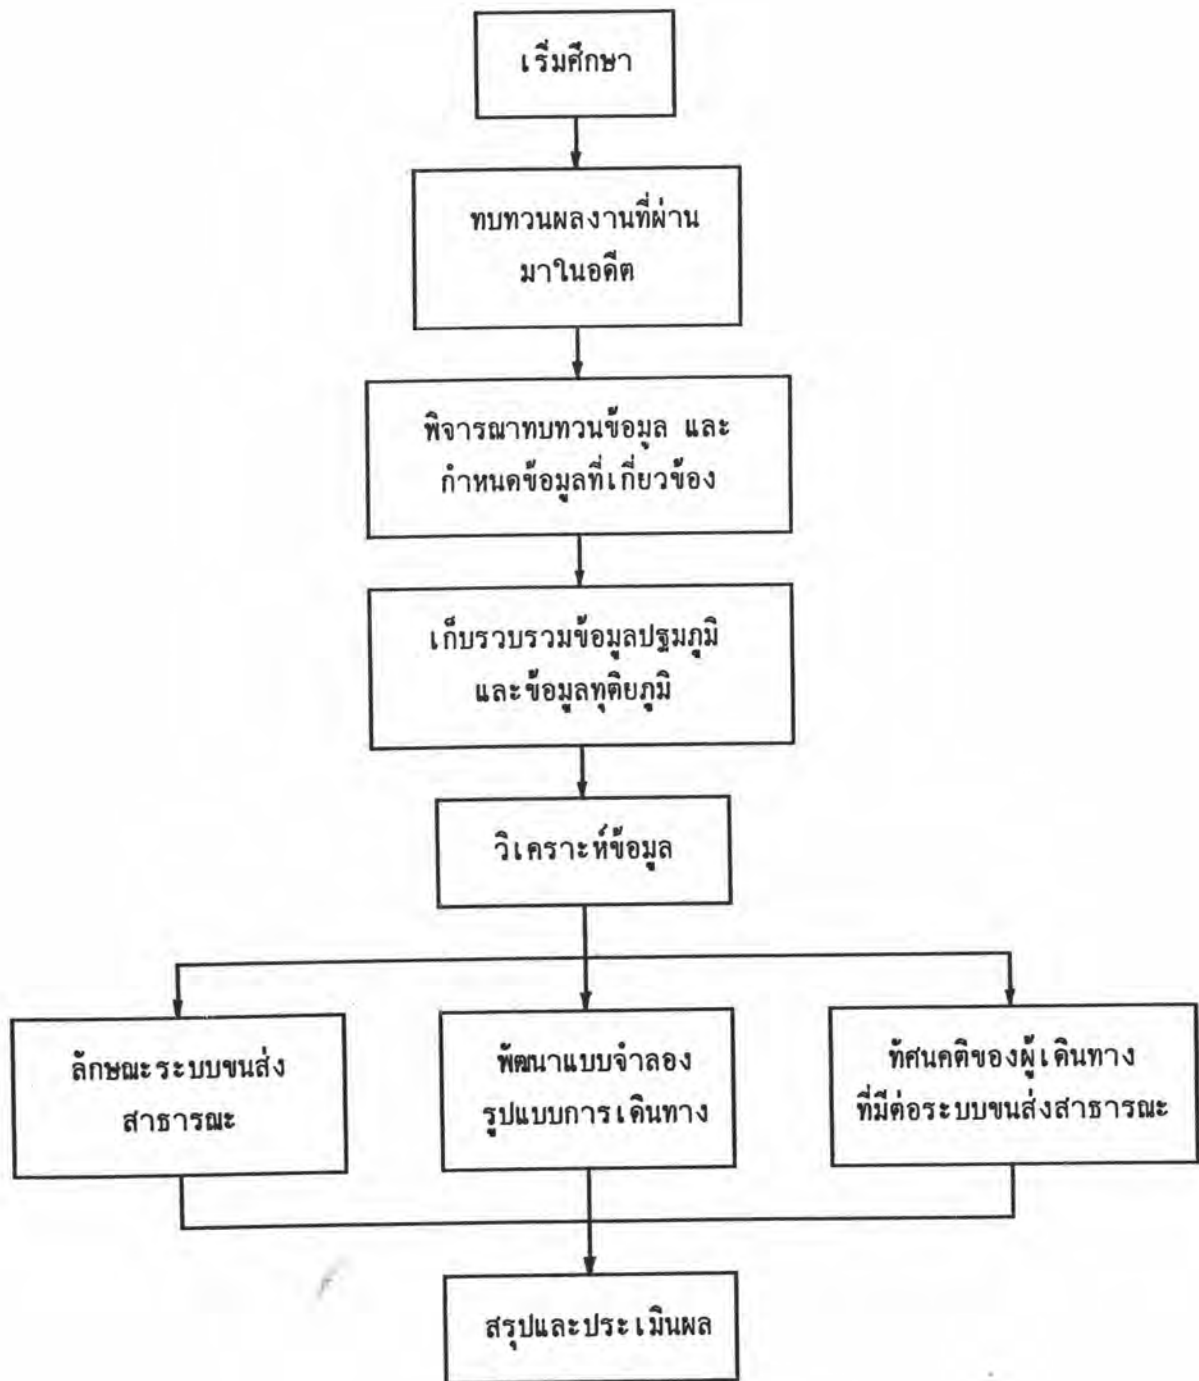 เริ่มศึกษา
ทบทวนผลงานที่ผ่าน
มาในอดีต
พิจารณาทบทวนข้อมูล และ
กำหนดข้อมูลที่เกี่ยวข้อง
เก็บรวบรวมข้อมูลปฐมภูมิ
และข้อมูลทุติยภูมิ
วิเคราะห์ข้อมูล
ลักษณะระบบขนส่ง
สาธารณะ
พัฒนาแบบจำลอง
รูปแบบการเดินทาง
ทัศนคติของผู้เดินทาง
ที่มีต่อระบบขนส่งสาธารณะ
สรุปและประเมินผล